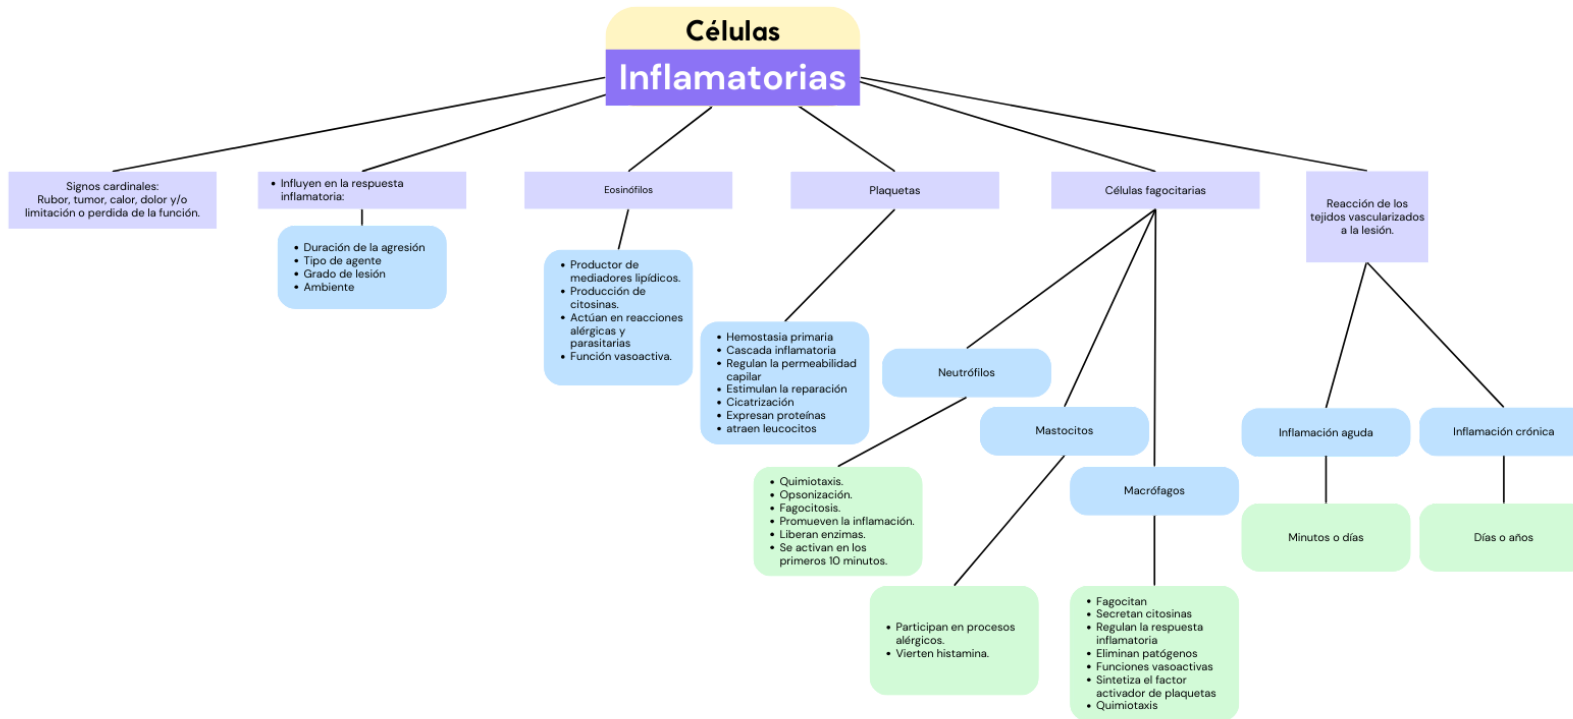 Células
Inflamatorias
Signos cardinales:
Rubor, tumor, calor, dolor y/o
limitación o perdida de la función.
• Influyen en la respuesta
inflamatoria:
• Duración de la agresión
• Tipo de agente
• Grado de lesión
• Ambiente
Eosinófilos
• Productor de
mediadores lipídicos.
• Producción de
citosinas.
• Actúan en reacciones
alérgicas y
parasitarias
• Función vasoactiva.
Plaquetas
• Hemostasia primaria
• Cascada inflamatoria
• Regulan la permeabilidad
capilar
• Estimulan la reparación
• Cicatrización
• Expresan proteínas
• atraen leucocitos
Células fagocitarias
Neutrófilos
• Quimiotaxis.
• Opsonización.
• Fagocitosis.
• Promueven la inflamación.
• Liberan enzimas.
• Se activan en los
primeros 10 minutos.
Mastocitos
• Participan en procesos
alérgicos.
• Vierten histamina.
Macrófagos
• Fagocitan
• Secretan citosinas
• Regulan la respuesta
inflamatoria
• Eliminan patógenos
• Funciones vasoactivas
• Sintetiza el factor
activador de plaquetas
• Quimiotaxis
Reacción de los
tejidos vascularizados
a la lesión.
Inflamación aguda
Minutos o días
Inflamación crónica
Días o años